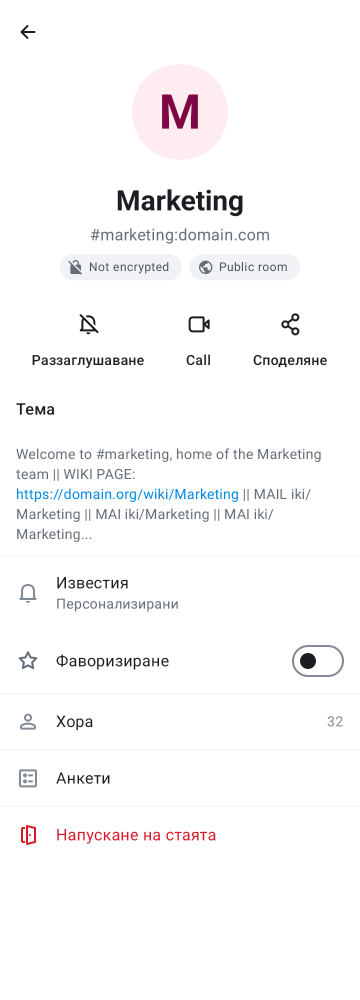 M
Marketing
#marketing:domain.com
Not encrypted
Public room
Раззаглушаване
Call
Споделяне
Тема
Welcome to #marketing, home of the Marketing
team || WIKI PAGE:
https://domain.org/wiki/Marketing || MAIL iki/
Marketing || MAI iki/Marketing || MAI iki/
Marketing...
Известия
Персонализирани
Фаворизиране
Хора 32
Анкети
Напускане на стаята